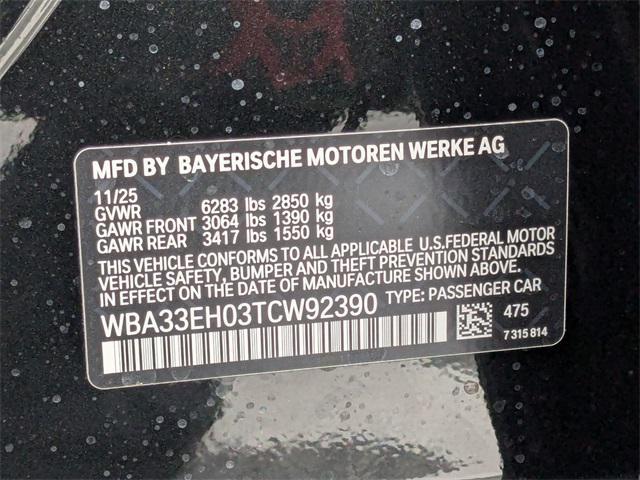 MFD BY BAYERISCHE MOTOREN WERKE AG
11/25
GVWR 6283 lbs 2850 kg
GAWR FRONT 3064 lbs 1390 kg
GAWR REAR 3417 lbs 1550 kg
THIS VEHICLE CONFORMS TO ALL APPLICABLE U.S.FEDERAL MOTOR
VEHICLE SAFETY, BUMPER AND THEFT PREVENTION STANDARDS
IN EFFECT ON THE DATE OF MANUFACTURE SHOWN ABOVE.
WBA33EH03TCW92390 TYPE: PASSENGER CAR
475
7 315 814